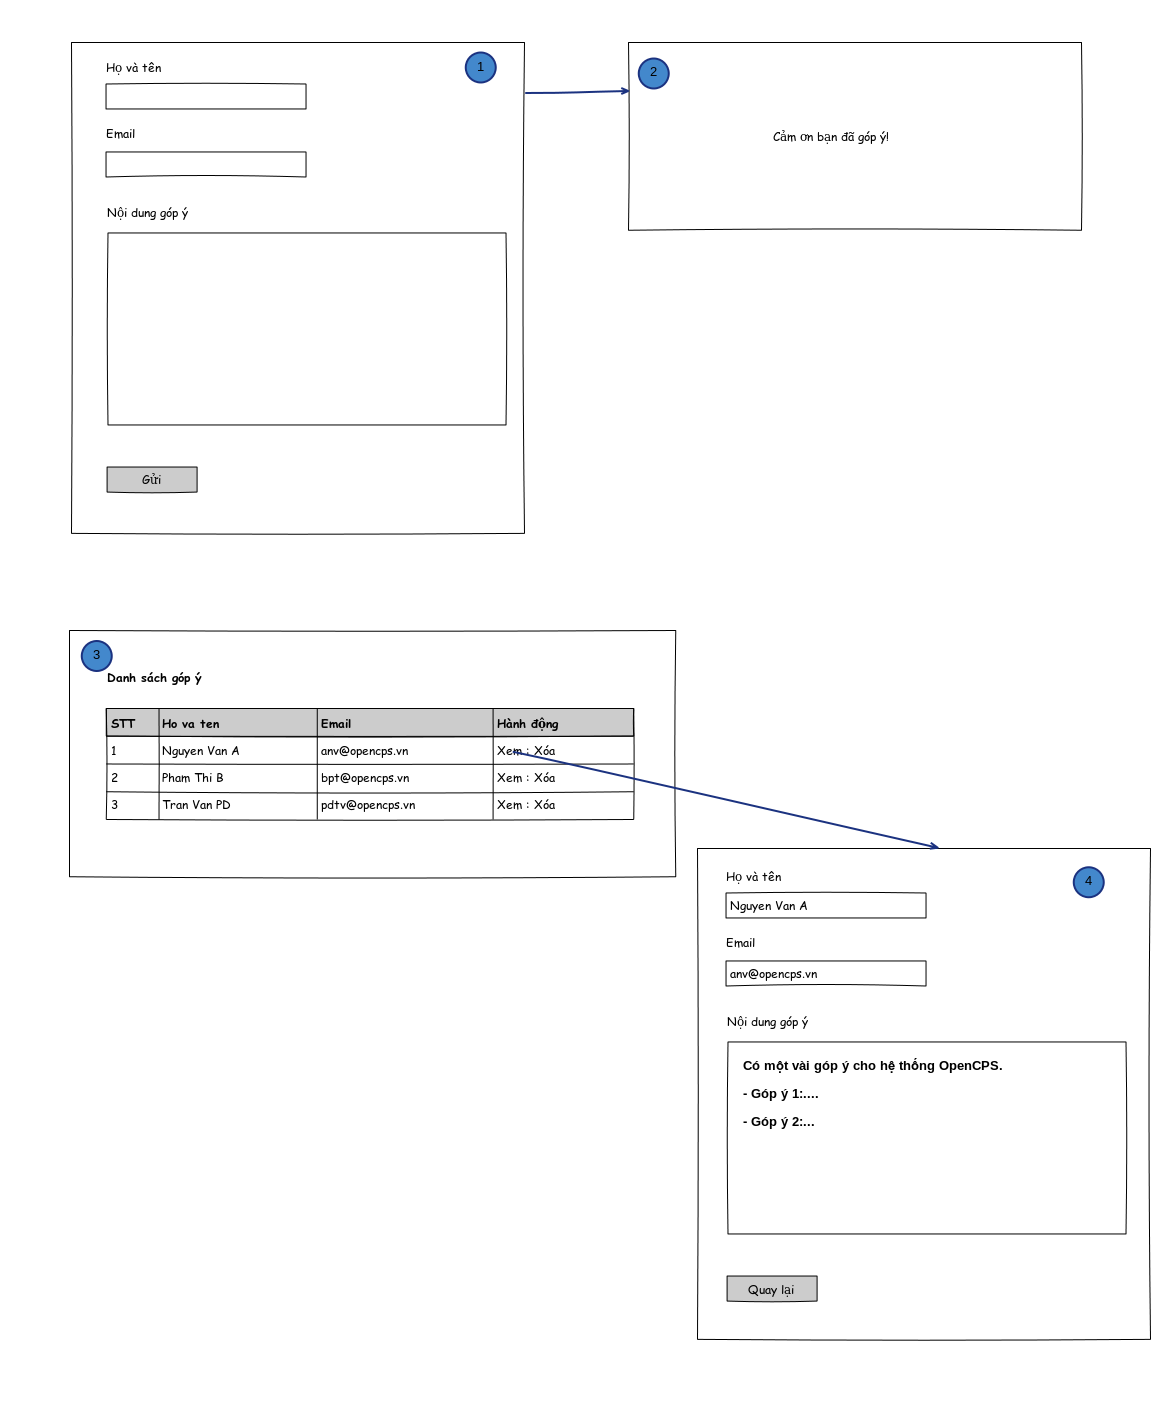 Họ và tên
1
Email
Nội dung góp ý
Gửi
2
Cảm ơn bạn đã góp ý!
3
Danh sách góp ý
STT Ho va ten Email Hành động
1 Nguyen Van A anv@opencps.vn Xem : Xóa
2 Pham Thi B bpt@opencps.vn Xem : Xóa
3 Tran Van PD pdtv@opencps.vn Xem : Xóa
Họ và tên
4
Nguyen Van A
Email
anv@opencps.vn
Nội dung góp ý
Có một vài góp ý cho hệ thống OpenCPS.
- Góp ý 1:....
- Góp ý 2:...
Quay lại